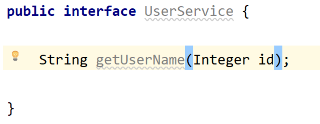 public interface UserService {
String getUserName(Integer id);
}